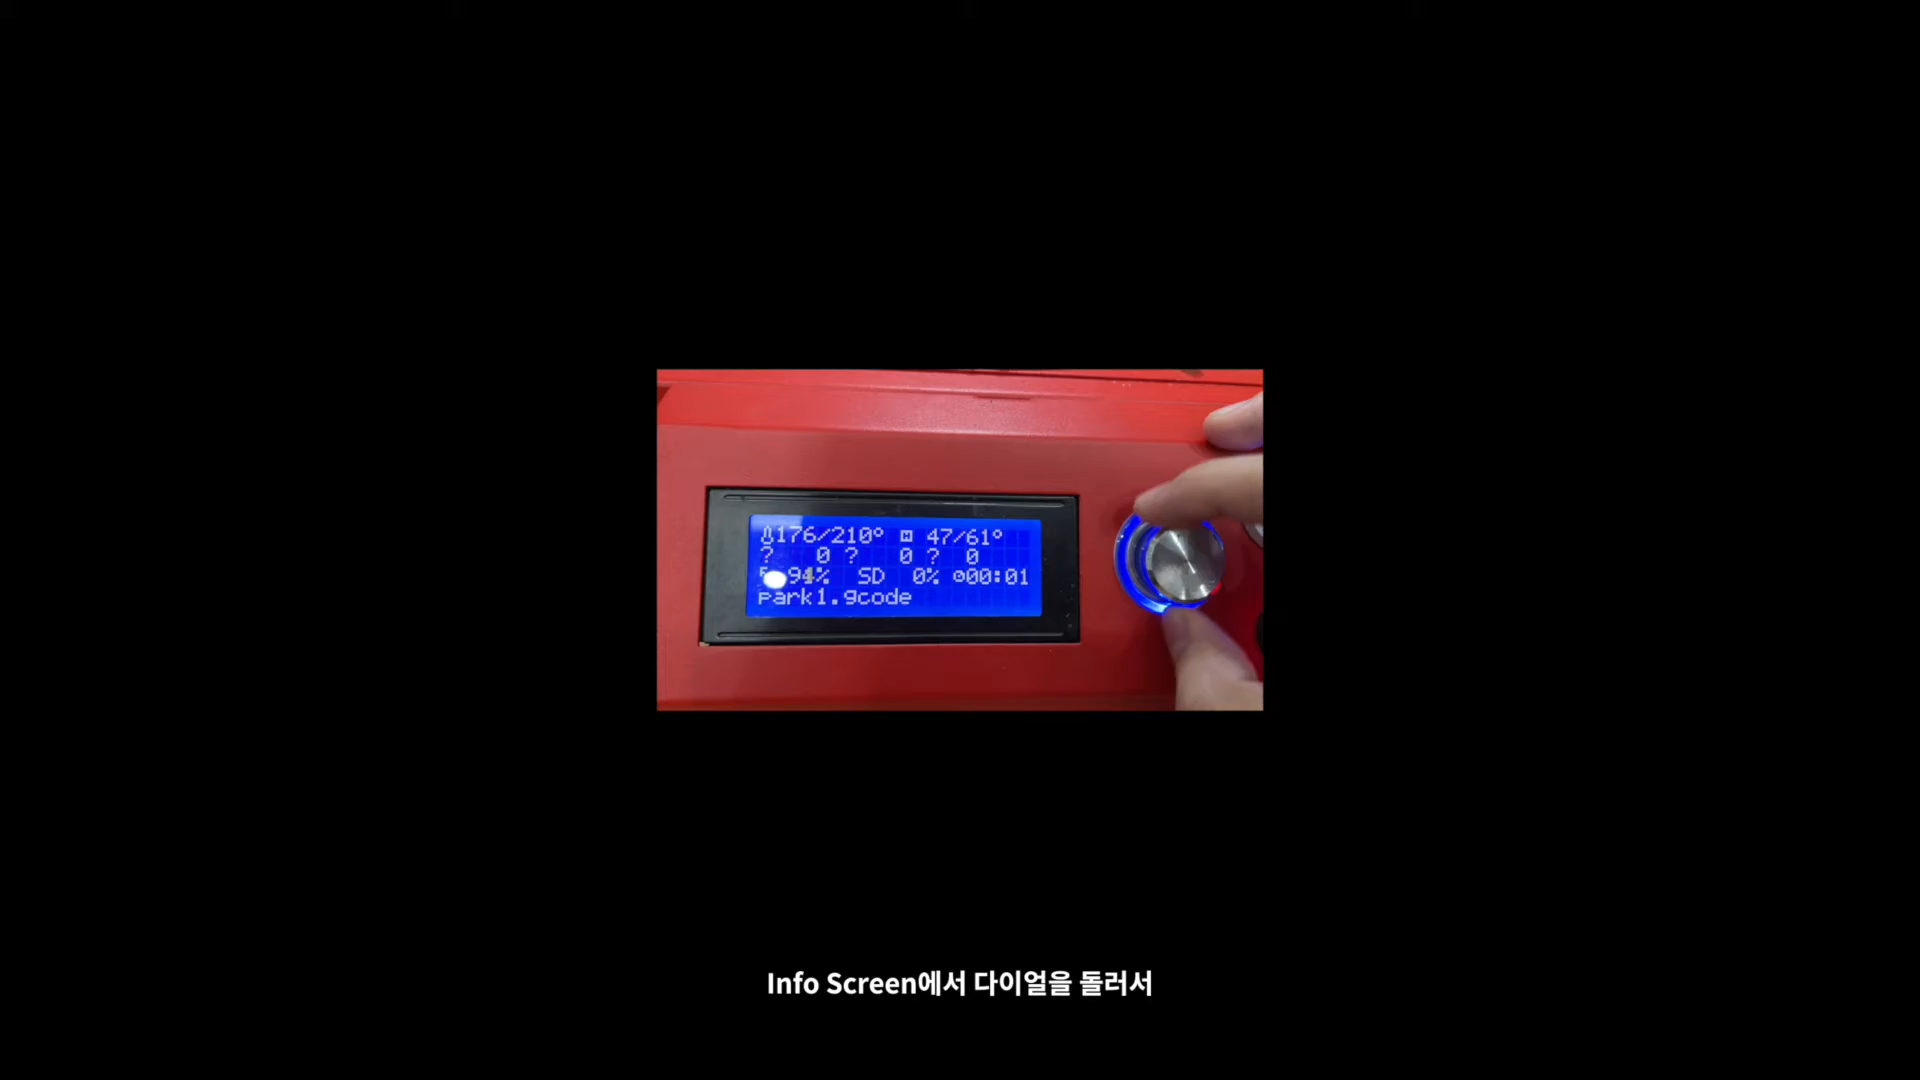 176/210° 47/61°
? 0 ? 0 ? 0
94% SD 0% 00:01
park1.gcode
Info Screen에서 다이얼을 돌러서